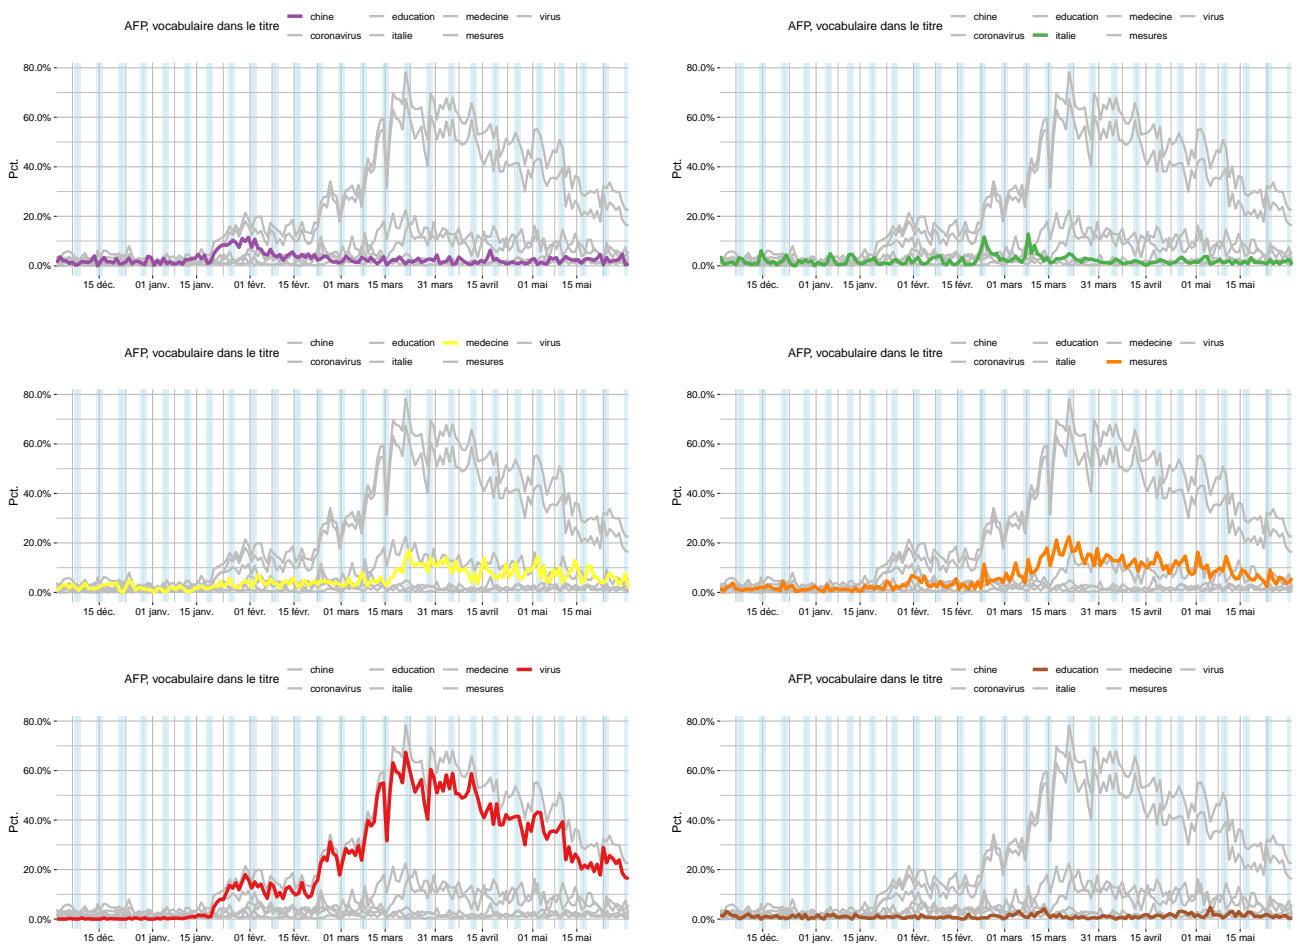 AFP, vocabulaire dans le titre
chine education medecine virus
coronavirus italie mesures
80.0%
60.0%
40.0%
20.0%
0.0%
Pct.
15 déc. 01 janv. 15 janv. 01 févr. 15 févr. 01 mars 15 mars 31 mars 15 avril 01 mai 15 mai
AFP, vocabulaire dans le titre
chine education medecine virus
coronavirus italie mesures
80.0%
60.0%
40.0%
20.0%
0.0%
Pct.
15 déc. 01 janv. 15 janv. 01 févr. 15 févr. 01 mars 15 mars 31 mars 15 avril 01 mai 15 mai
AFP, vocabulaire dans le titre
chine education medecine virus
coronavirus italie mesures
80.0%
60.0%
40.0%
20.0%
0.0%
Pct.
15 déc. 01 janv. 15 janv. 01 févr. 15 févr. 01 mars 15 mars 31 mars 15 avril 01 mai 15 mai
AFP, vocabulaire dans le titre
chine education medecine virus
coronavirus italie mesures
80.0%
60.0%
40.0%
20.0%
0.0%
Pct.
15 déc. 01 janv. 15 janv. 01 févr. 15 févr. 01 mars 15 mars 31 mars 15 avril 01 mai 15 mai
AFP, vocabulaire dans le titre
chine education medecine virus
coronavirus italie mesures
80.0%
60.0%
40.0%
20.0%
0.0%
Pct.
15 déc. 01 janv. 15 janv. 01 févr. 15 févr. 01 mars 15 mars 31 mars 15 avril 01 mai 15 mai
AFP, vocabulaire dans le titre
chine education medecine virus
coronavirus italie mesures
80.0%
60.0%
40.0%
20.0%
0.0%
Pct.
15 déc. 01 janv. 15 janv. 01 févr. 15 févr. 01 mars 15 mars 31 mars 15 avril 01 mai 15 mai